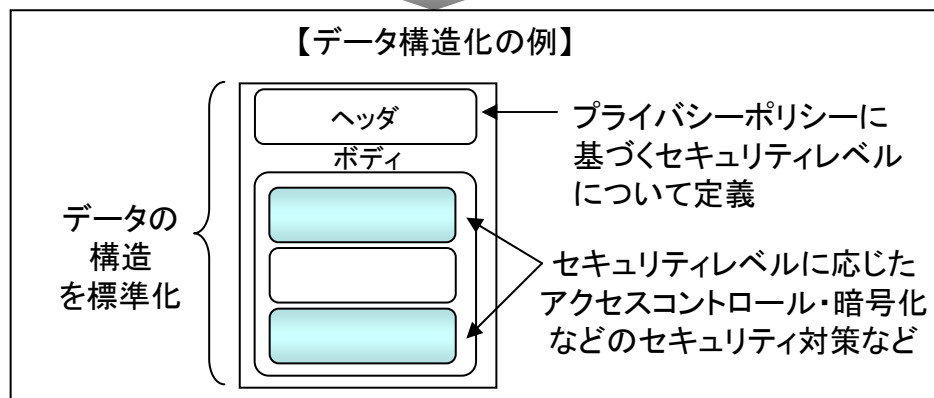 【データ構造化の例】
ヘッダ
ボディ
データの
構造
を標準化
プライバシーポリシーに
基づくセキュリティレベル
について定義
セキュリティレベルに応じた
アクセスコントロール・暗号化
などのセキュリティ対策など